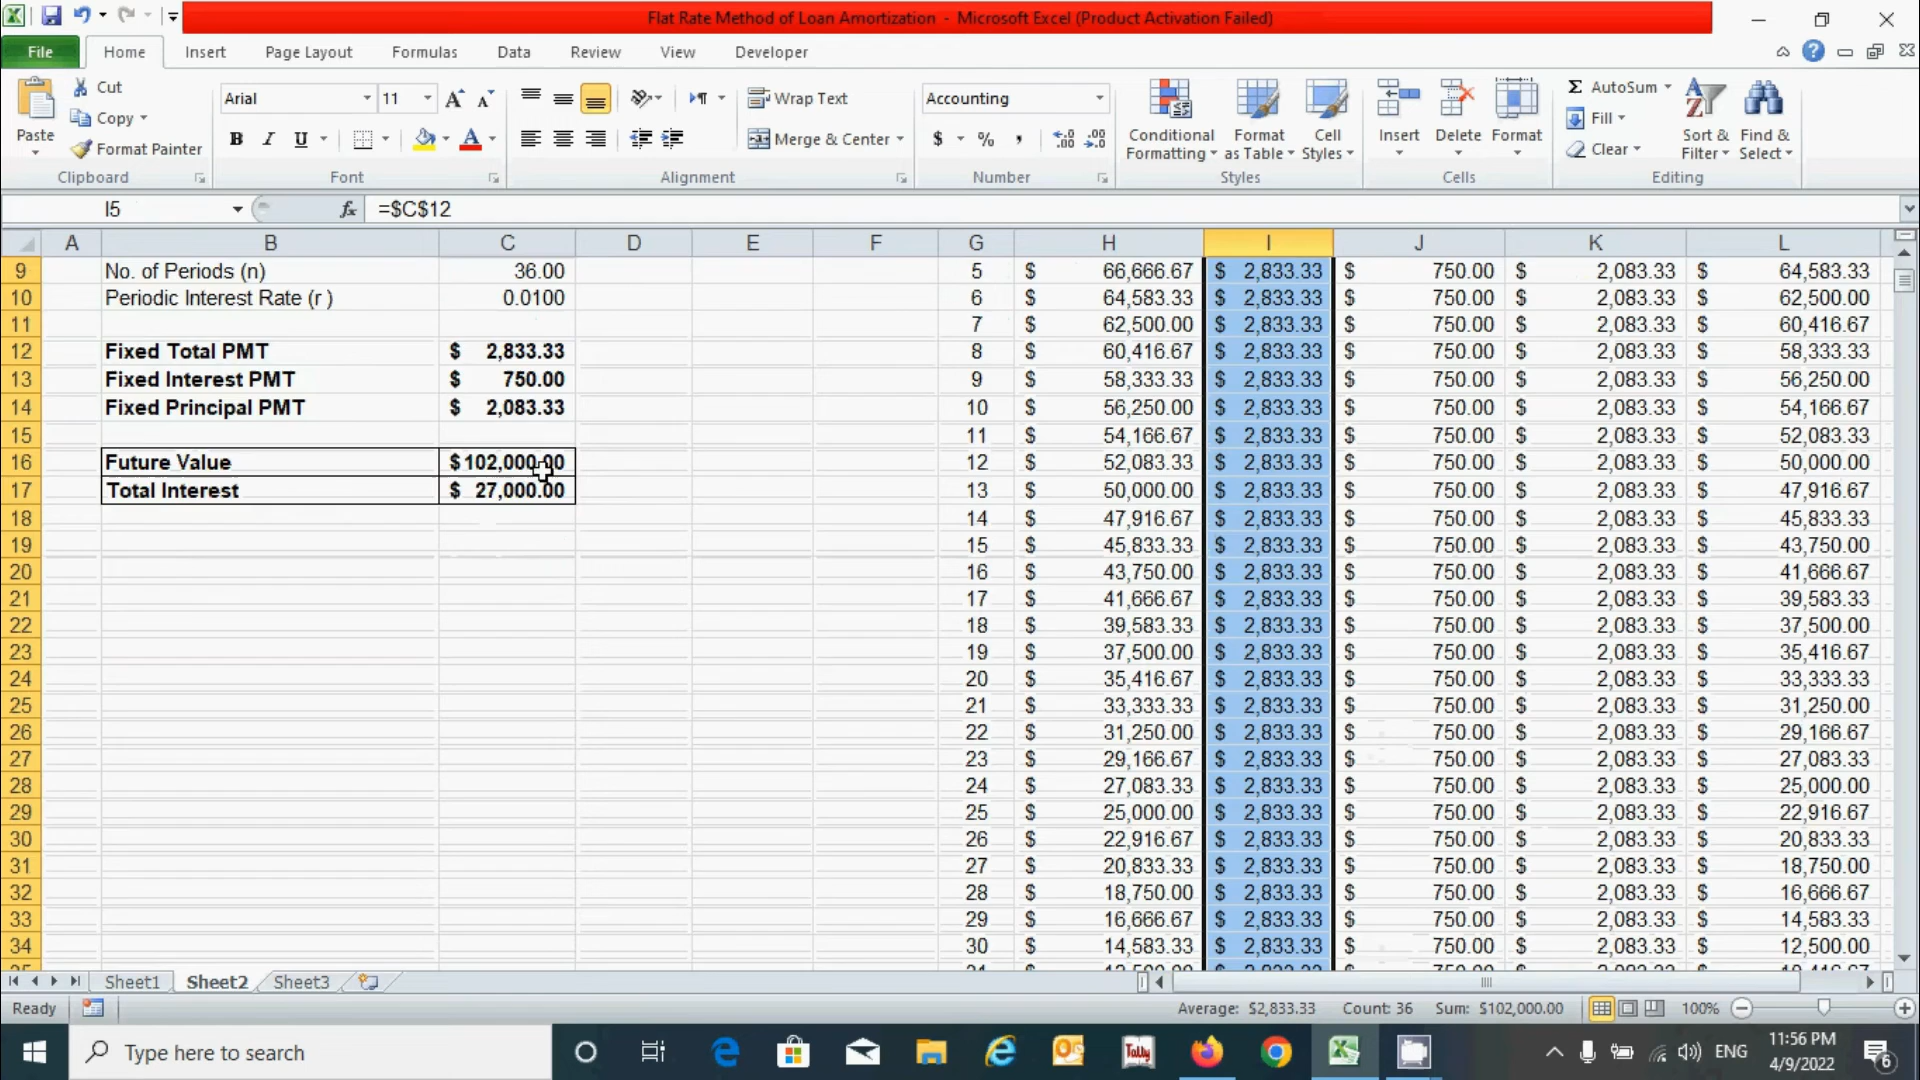 Flat Rate Method of Loan Amortization - Microsoft Excel (Product Activation Failed)
File Home Insert Page Layout Formulas Data Review View Developer
Paste Cut Copy Format Painter Clipboard
Arial 11 B I U Font
Wrap Text Merge & Center Alignment
Accounting $ % , Number
Conditional Formatting Format as Table Cell Styles Styles
Insert Delete Format Cells
AutoSum Fill Clear Sort & Filter Find & Select Editing
I5 fx =$C$12
A B C D E F G H I J K L
9 No. of Periods (n) 36.00 5 $ 66,666.67 $ 2,833.33 $ 750.00 $ 2,083.33 $ 64,583.33
10 Periodic Interest Rate (r ) 0.0100 6 $ 64,583.33 $ 2,833.33 $ 750.00 $ 2,083.33 $ 62,500.00
11 7 $ 62,500.00 $ 2,833.33 $ 750.00 $ 2,083.33 $ 60,416.67
12 Fixed Total PMT $ 2,833.33 8 $ 60,416.67 $ 2,833.33 $ 750.00 $ 2,083.33 $ 58,333.33
13 Fixed Interest PMT $ 750.00 9 $ 58,333.33 $ 2,833.33 $ 750.00 $ 2,083.33 $ 56,250.00
14 Fixed Principal PMT $ 2,083.33 10 $ 56,250.00 $ 2,833.33 $ 750.00 $ 2,083.33 $ 54,166.67
15 11 $ 54,166.67 $ 2,833.33 $ 750.00 $ 2,083.33 $ 52,083.33
16 Future Value $ 102,000.00 12 $ 52,083.33 $ 2,833.33 $ 750.00 $ 2,083.33 $ 50,000.00
17 Total Interest $ 27,000.00 13 $ 50,000.00 $ 2,833.33 $ 750.00 $ 2,083.33 $ 47,916.67
18 14 $ 47,916.67 $ 2,833.33 $ 750.00 $ 2,083.33 $ 45,833.33
19 15 $ 45,833.33 $ 2,833.33 $ 750.00 $ 2,083.33 $ 43,750.00
20 16 $ 43,750.00 $ 2,833.33 $ 750.00 $ 2,083.33 $ 41,666.67
21 17 $ 41,666.67 $ 2,833.33 $ 750.00 $ 2,083.33 $ 39,583.33
22 18 $ 39,583.33 $ 2,833.33 $ 750.00 $ 2,083.33 $ 37,500.00
23 19 $ 37,500.00 $ 2,833.33 $ 750.00 $ 2,083.33 $ 35,416.67
24 20 $ 35,416.67 $ 2,833.33 $ 750.00 $ 2,083.33 $ 33,333.33
25 21 $ 33,333.33 $ 2,833.33 $ 750.00 $ 2,083.33 $ 31,250.00
26 22 $ 31,250.00 $ 2,833.33 $ 750.00 $ 2,083.33 $ 29,166.67
27 23 $ 29,166.67 $ 2,833.33 $ 750.00 $ 2,083.33 $ 27,083.33
28 24 $ 27,083.33 $ 2,833.33 $ 750.00 $ 2,083.33 $ 25,000.00
29 25 $ 25,000.00 $ 2,833.33 $ 750.00 $ 2,083.33 $ 22,916.67
30 26 $ 22,916.67 $ 2,833.33 $ 750.00 $ 2,083.33 $ 20,833.33
31 27 $ 20,833.33 $ 2,833.33 $ 750.00 $ 2,083.33 $ 18,750.00
32 28 $ 18,750.00 $ 2,833.33 $ 750.00 $ 2,083.33 $ 16,666.67
33 29 $ 16,666.67 $ 2,833.33 $ 750.00 $ 2,083.33 $ 14,583.33
34 30 $ 14,583.33 $ 2,833.33 $ 750.00 $ 2,083.33 $ 12,500.00
Sheet1 Sheet2 Sheet3
Ready Average: $2,833.33 Count: 36 Sum: $102,000.00 100%
Type here to search Tally ENG 11:56 PM
4/9/2022 6